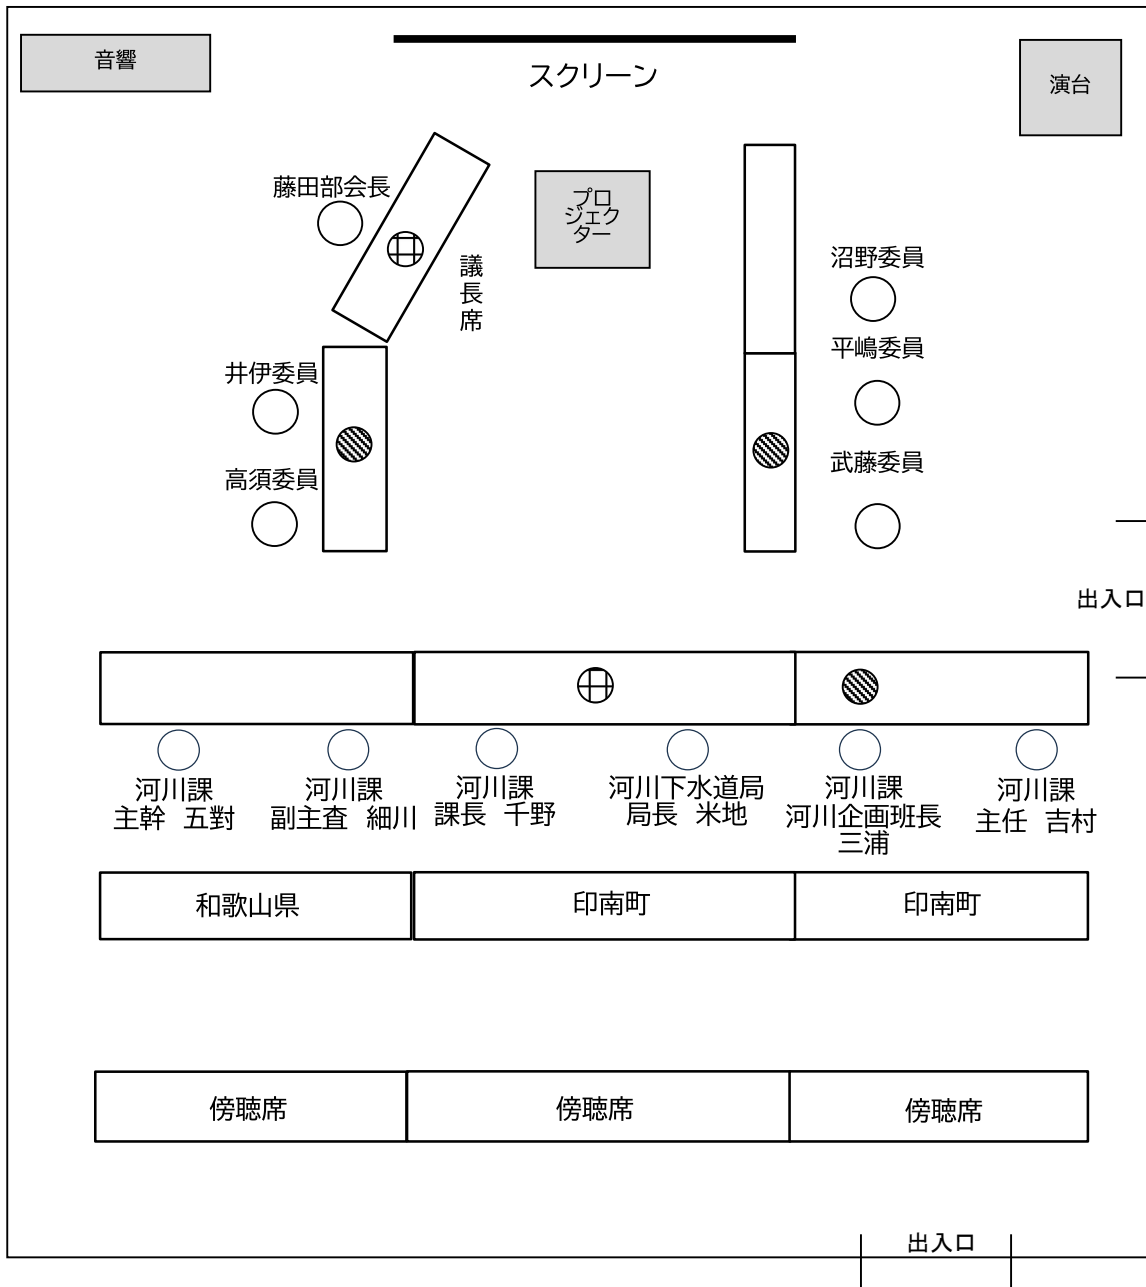 音響
スクリーン
演台
藤田部会長
プロ
ジェク
ター
議
長
席
沼野委員
平嶋委員
井伊委員
武藤委員
高須委員
出入口
河川課
主幹 五對
河川課
副主査 細川
河川課
課長 千野
河川下水道局
局長 米地
河川課
河川企画班長
三浦
河川課
主任 吉村
和歌山県
印南町
印南町
傍聴席
傍聴席
傍聴席
出入口